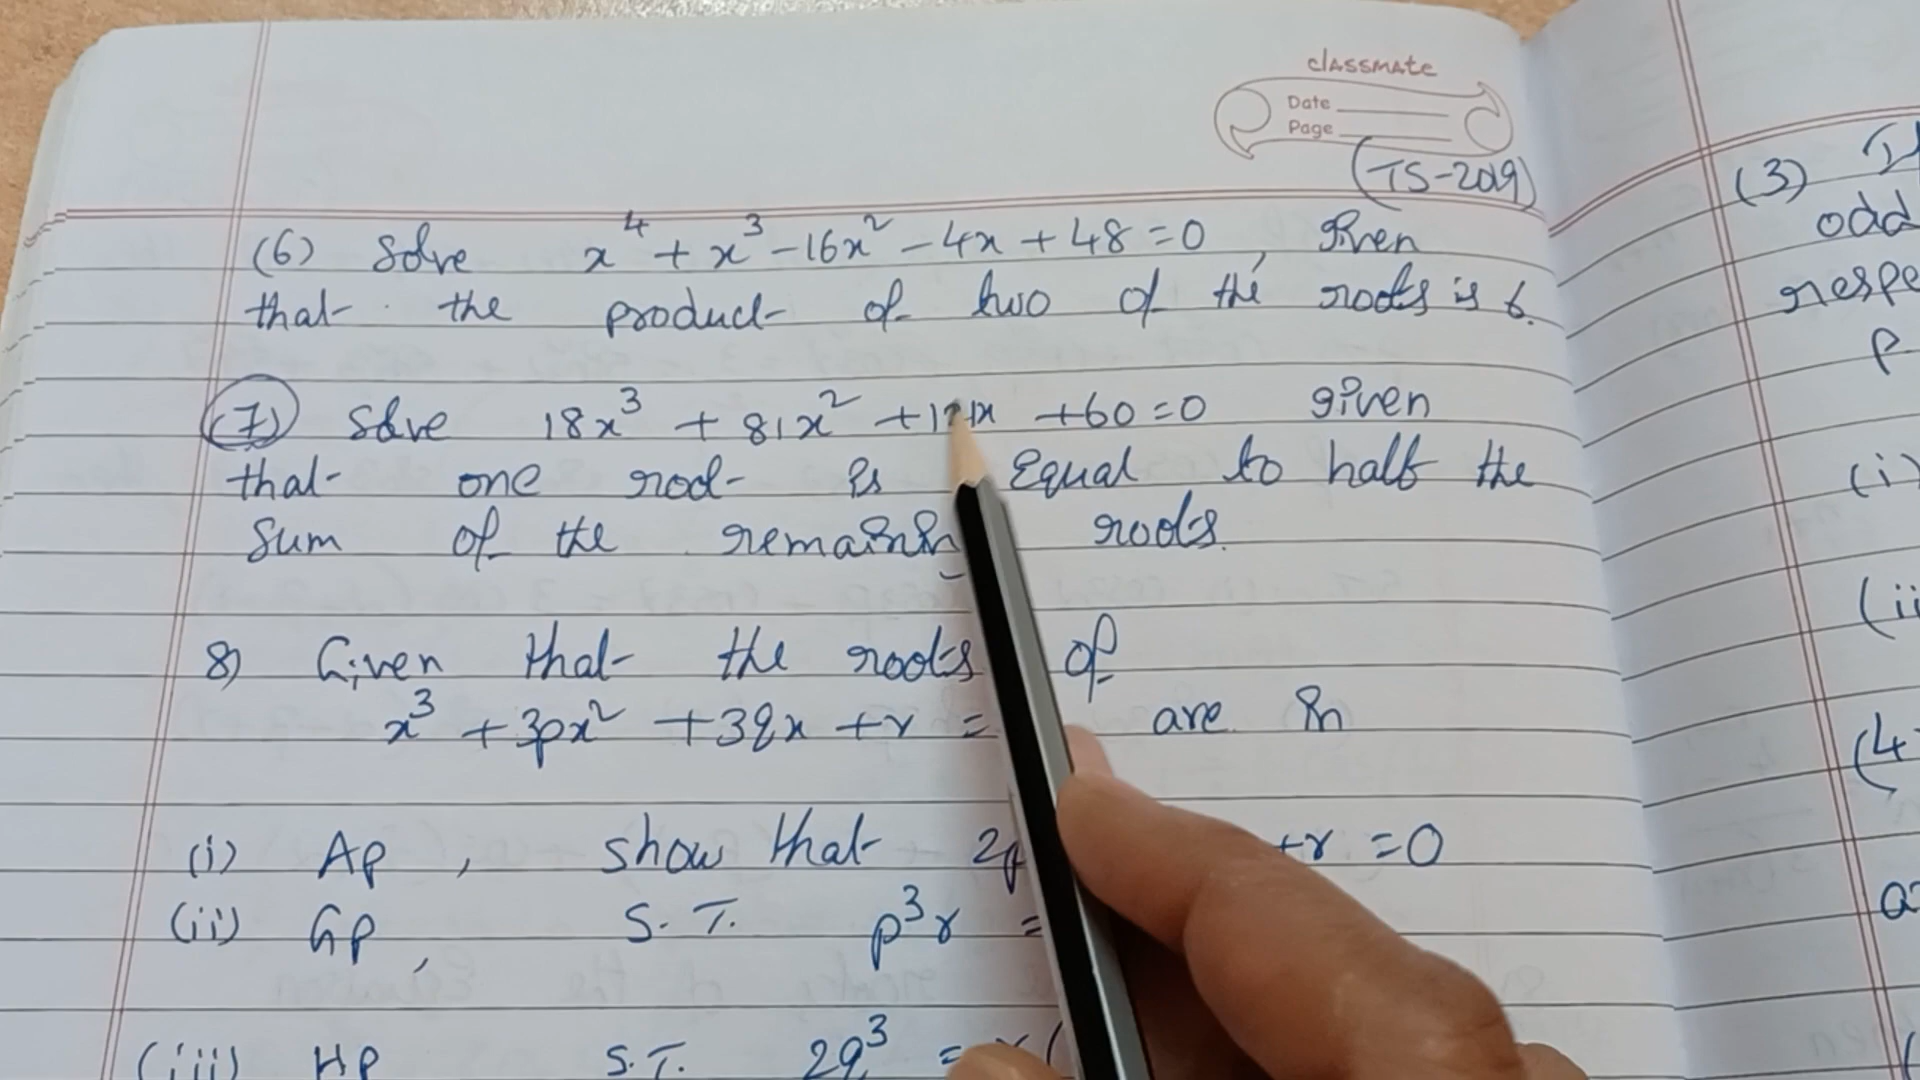 classmate
Date
Page
(TS-2019)
(6) Solve x⁴ + x³ - 16x² - 4x + 48 = 0, given
that the product of two of the roots is 6.
(7) Solve 18x³ + 81x² + 121x + 60 = 0 given
that one root is equal to half the
sum of the remaining roots.
8) Given that the roots of
x³ + 3px² + 3qx + r = are in
(i) AP, show that 2p +r = 0
(ii) GP, S.T. p³r =
(iii) HP S.T. 2q³ = r(
(3)
odd
respe
P
(i)
(ii
(4